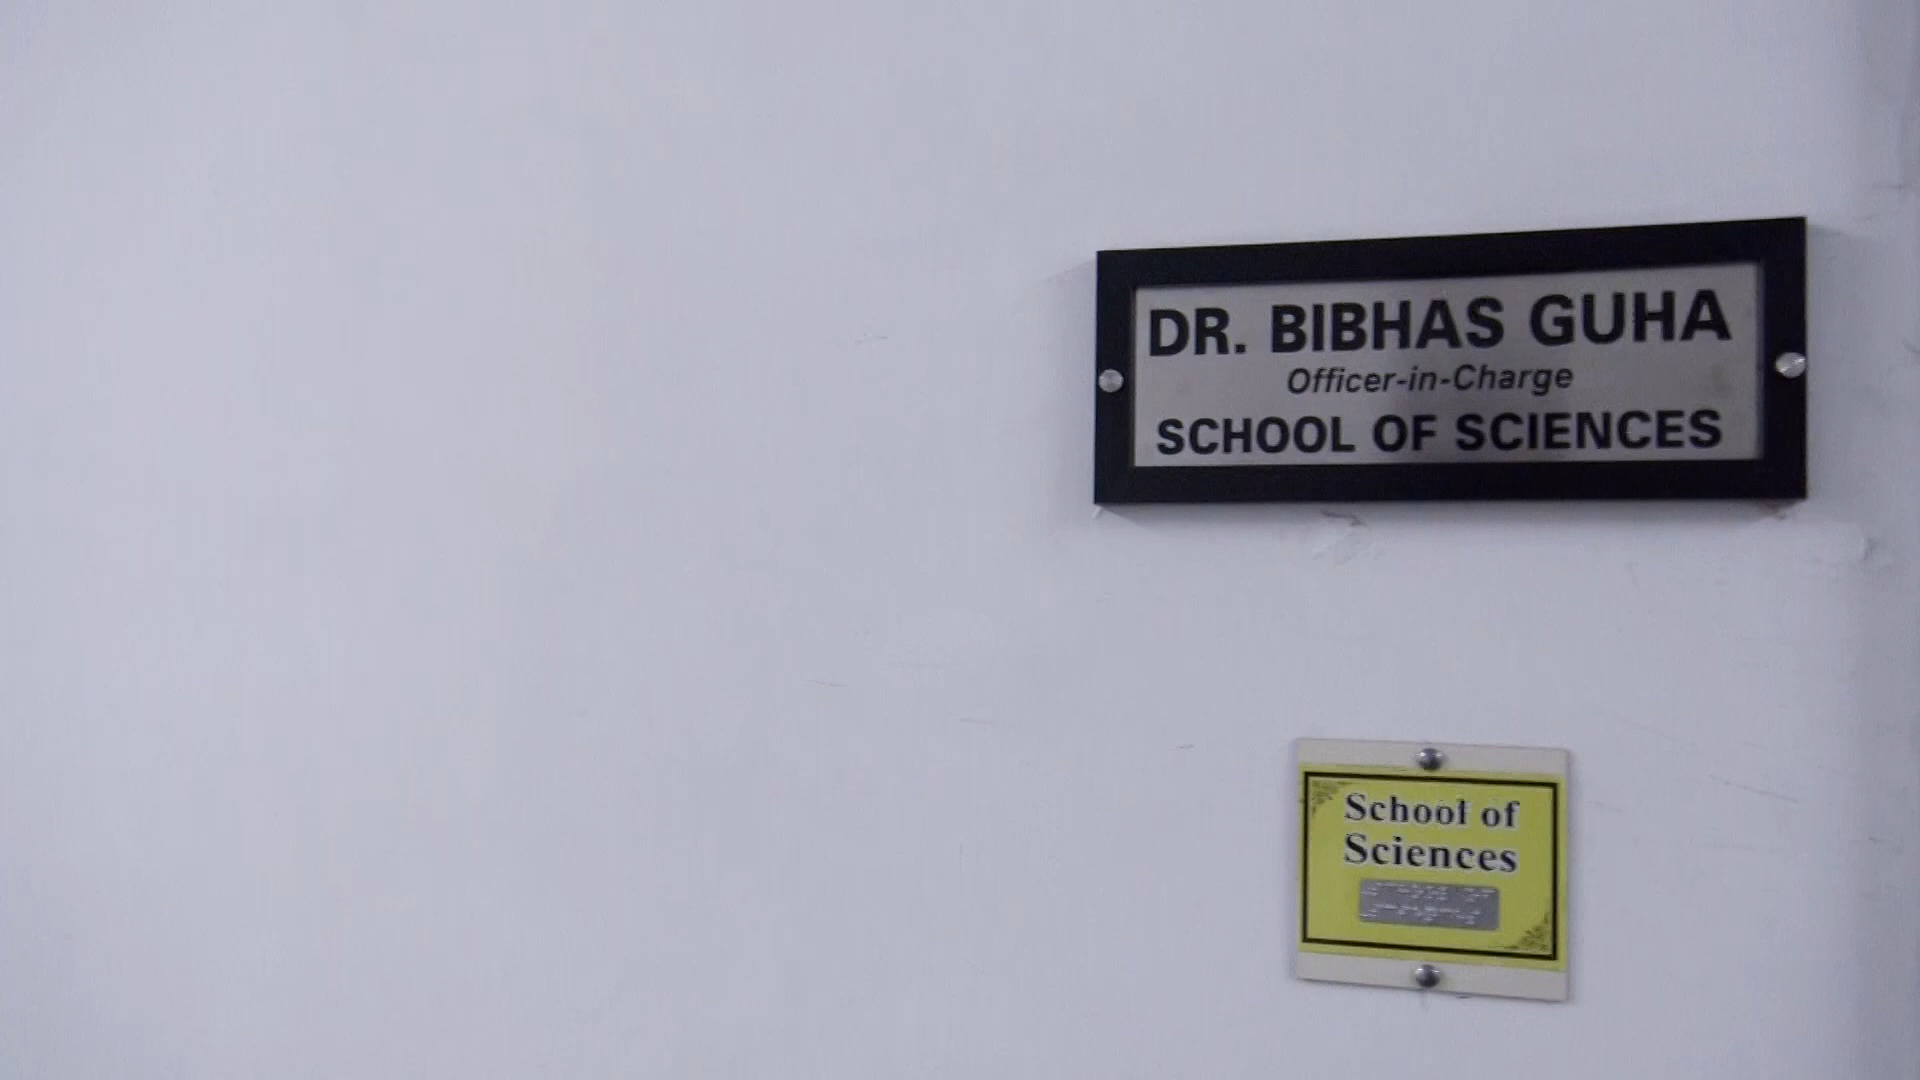 DR. BIBHAS GUHA
Officer-in-Charge
SCHOOL OF SCIENCES
School of
Sciences